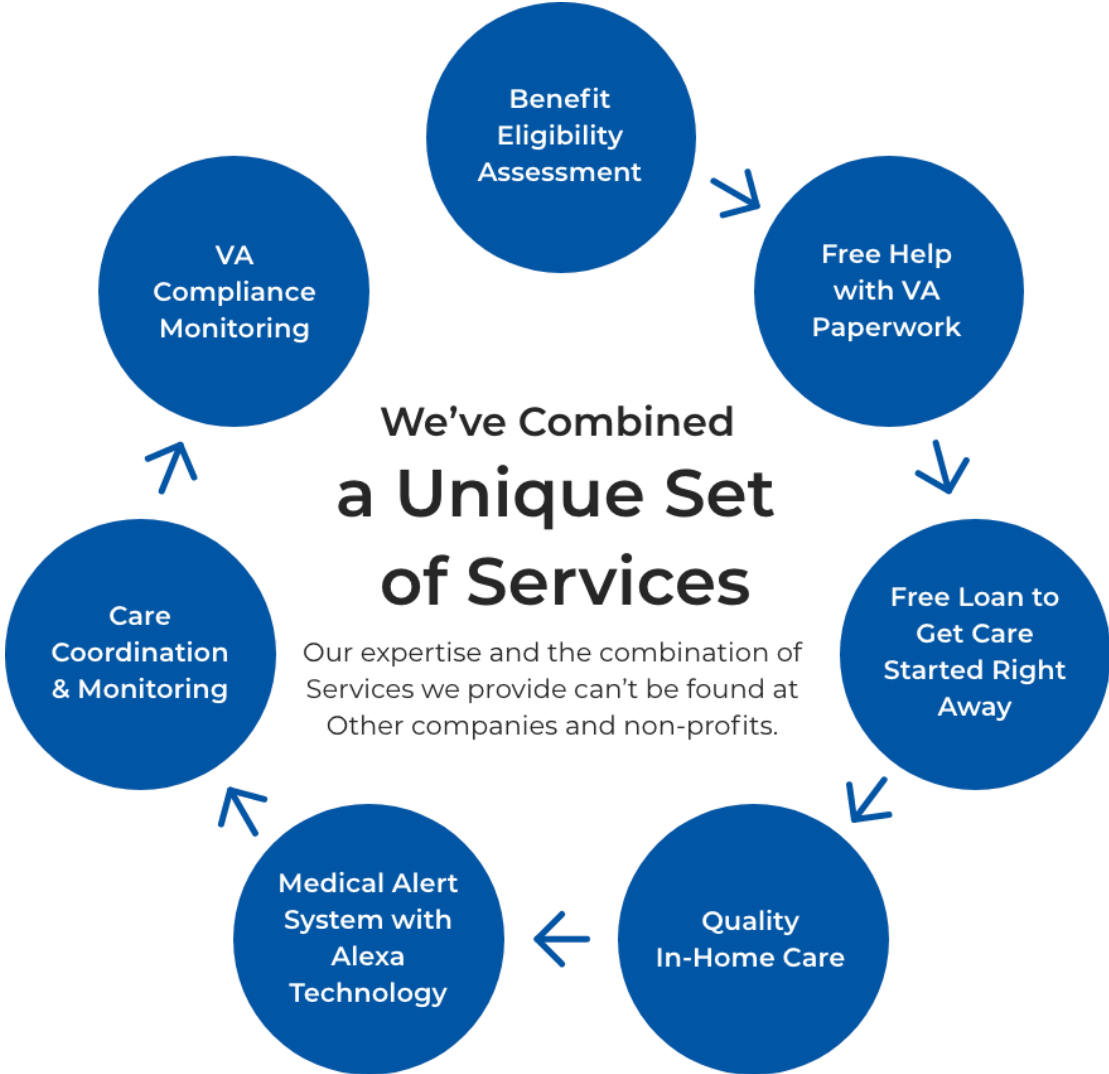 Benefit
Eligibility
Assessment
Free Help
with VA
Paperwork
Free Loan to
Get Care
Started Right
Away
Quality
In-Home Care
Medical Alert
System with
Alexa
Technology
Care
Coordination
& Monitoring
VA
Compliance
Monitoring
We’ve Combined
a Unique Set
of Services
Our expertise and the combination of
Services we provide can’t be found at
Other companies and non-profits.